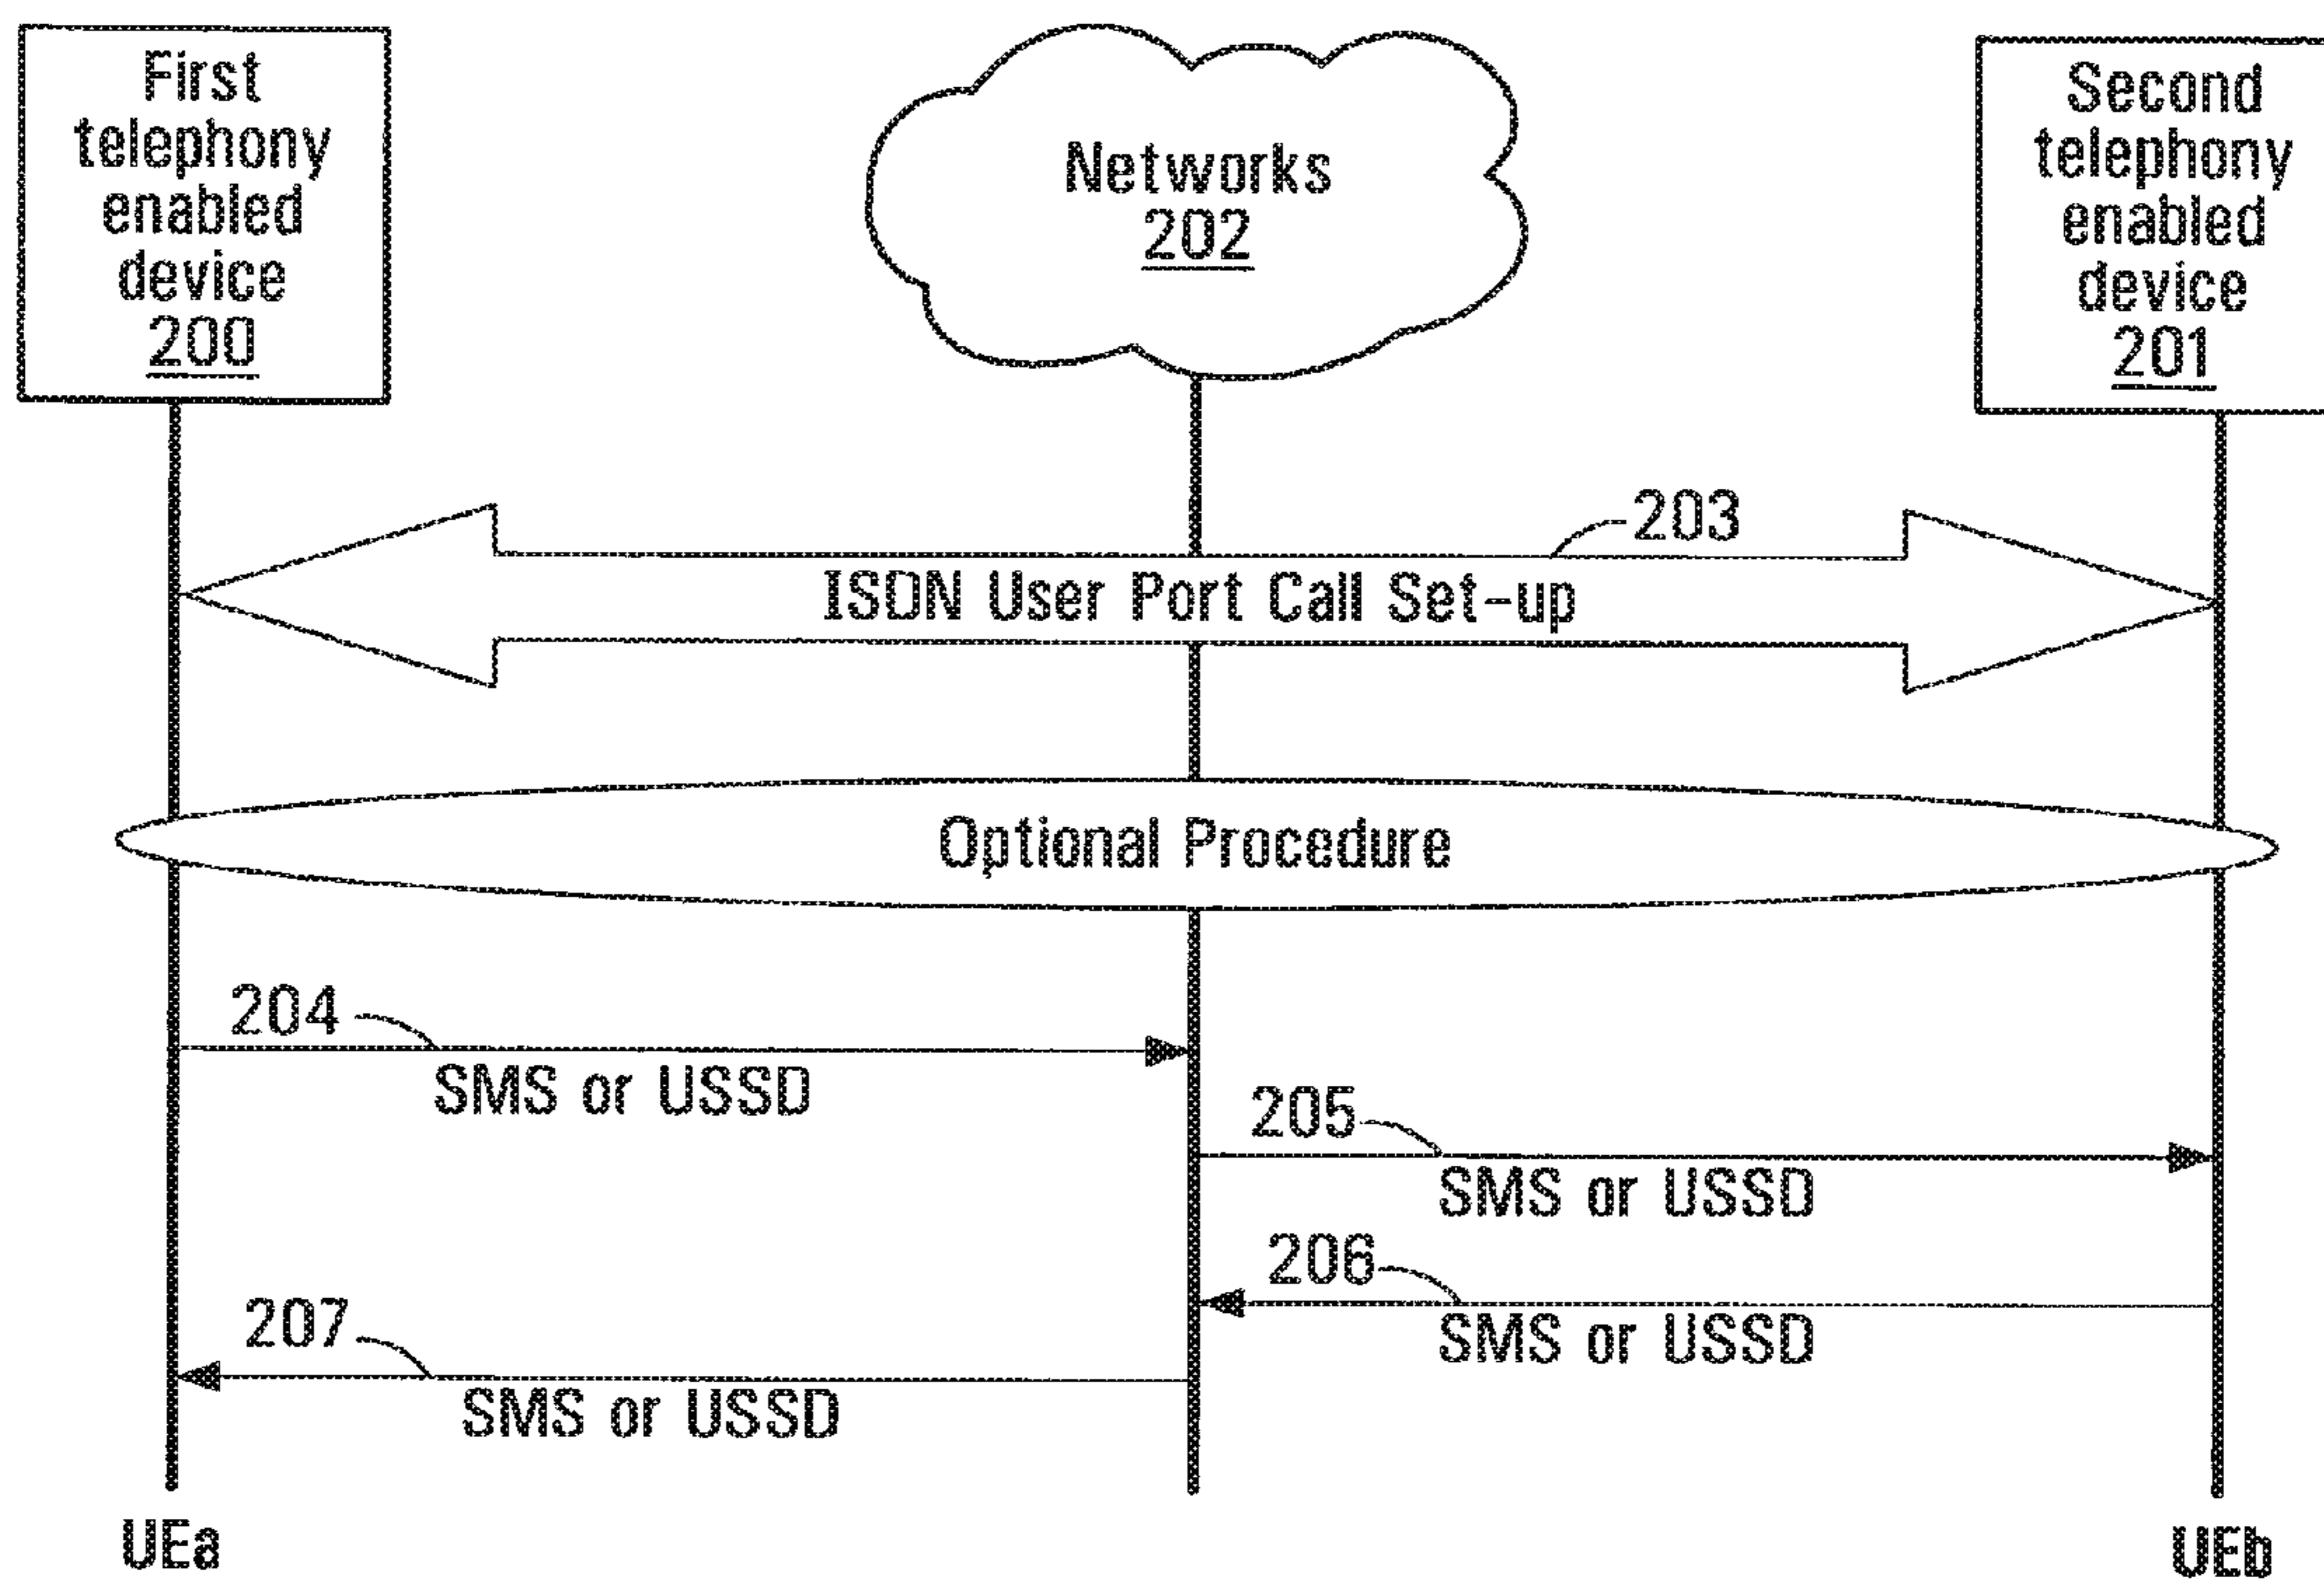 First
telephony
enabled
device
200
Networks
202
Second
telephony
enabled
device
201
203
ISDN User Port Call Set-up
Optional Procedure
204
SMS or USSD
205
SMS or USSD
206
SMS or USSD
207
SMS or USSD
UEa
UEb